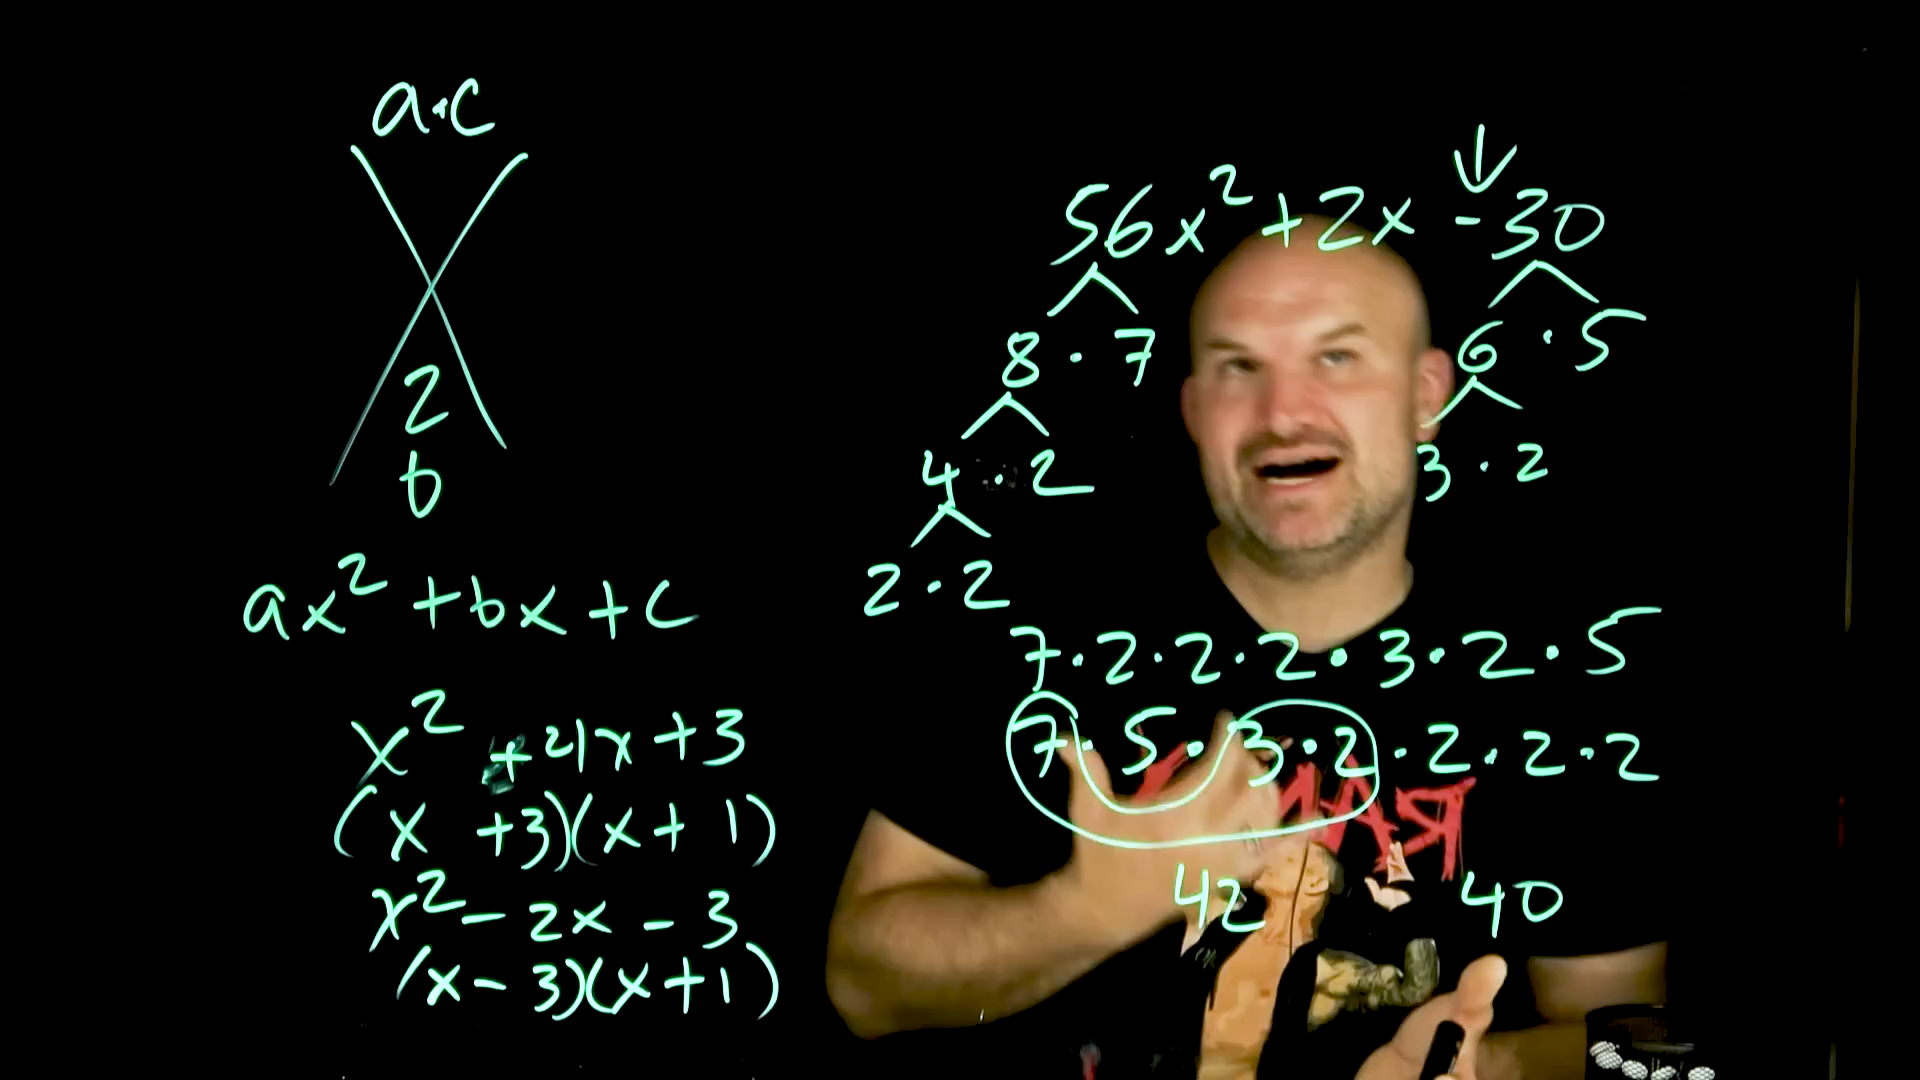 a·c
2
b
ax² + bx + c
x² + 4x + 3
(x + 3)(x + 1)
x² - 2x - 3
(x - 3)(x + 1)
56x² + 2x - 30
8 · 7
6 · 5
4 · 2
3 · 2
2 · 2
7 · 2 · 2 · 2 · 3 · 2 · 5
7 · 5 · 3 · 2 · 2 · 2 · 2
42 40